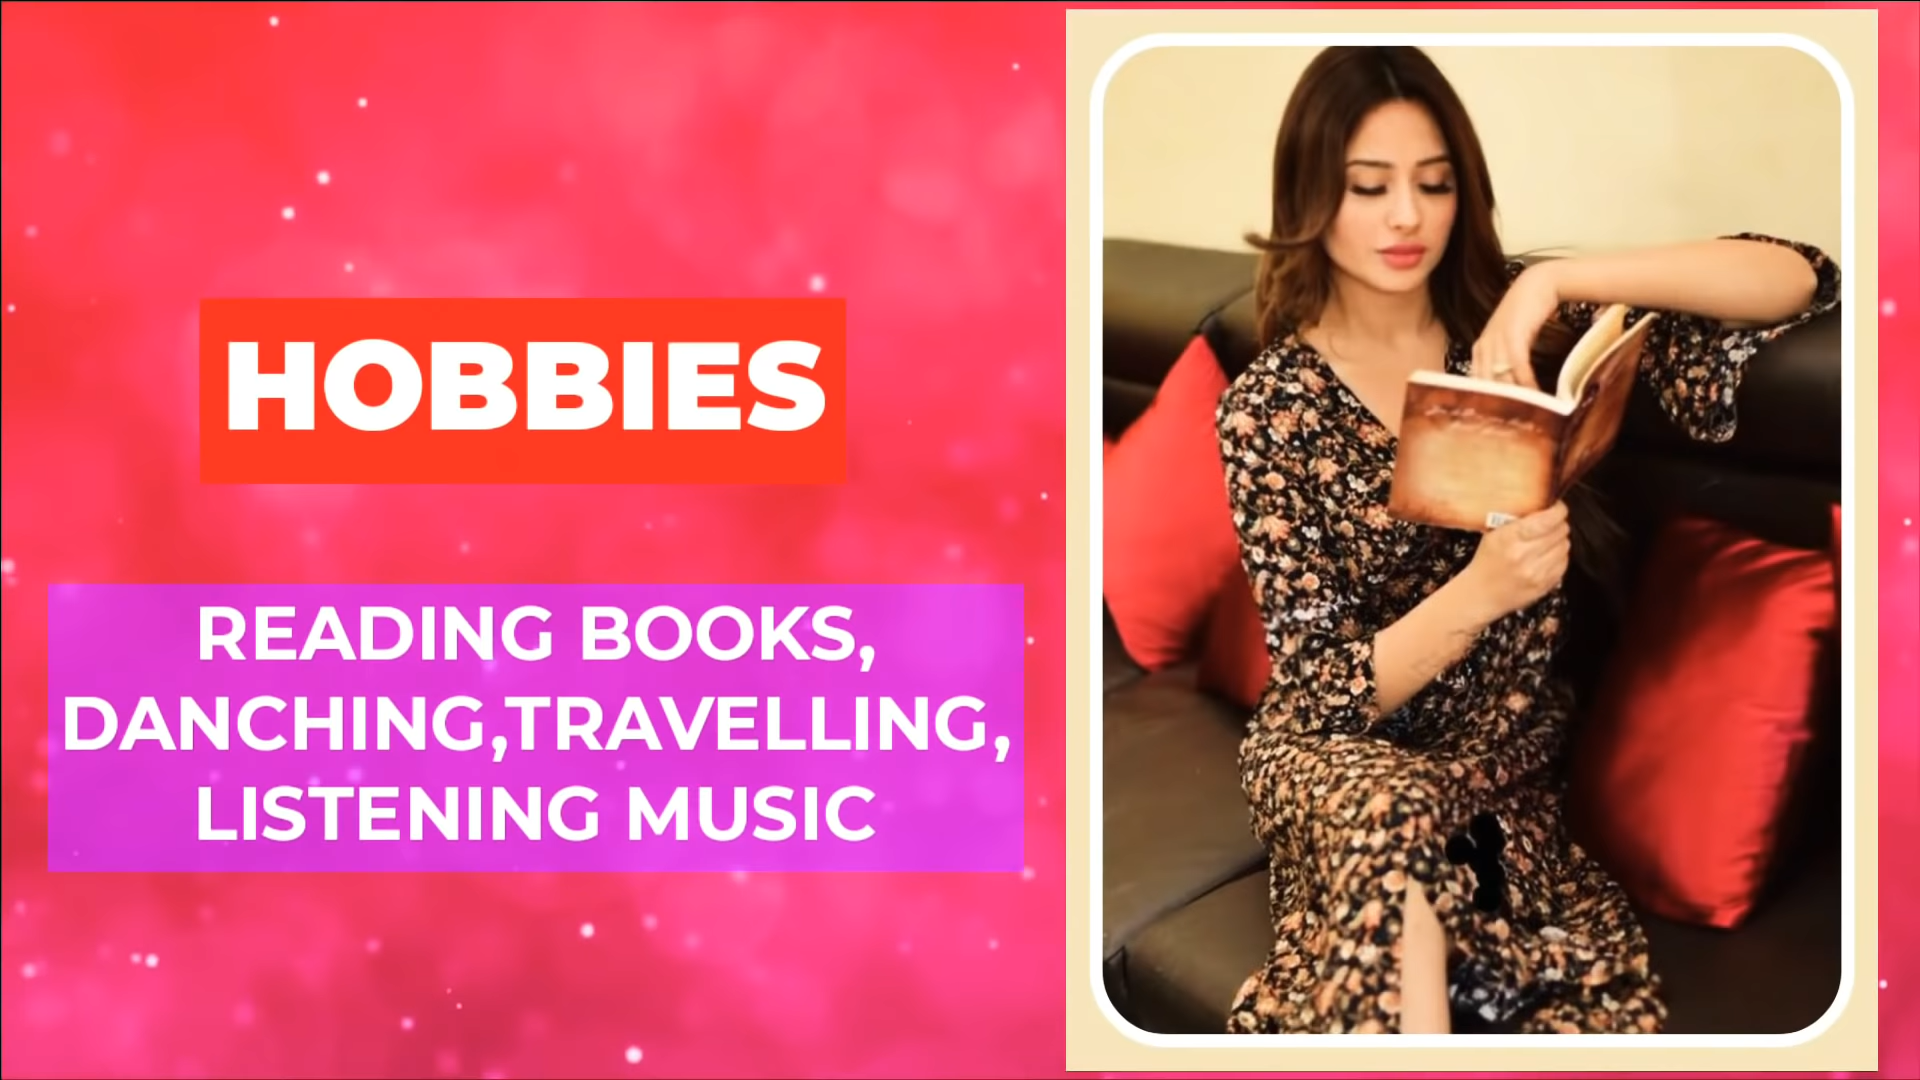 HOBBIES
READING BOOKS,
DANCHING,TRAVELLING,
LISTENING MUSIC